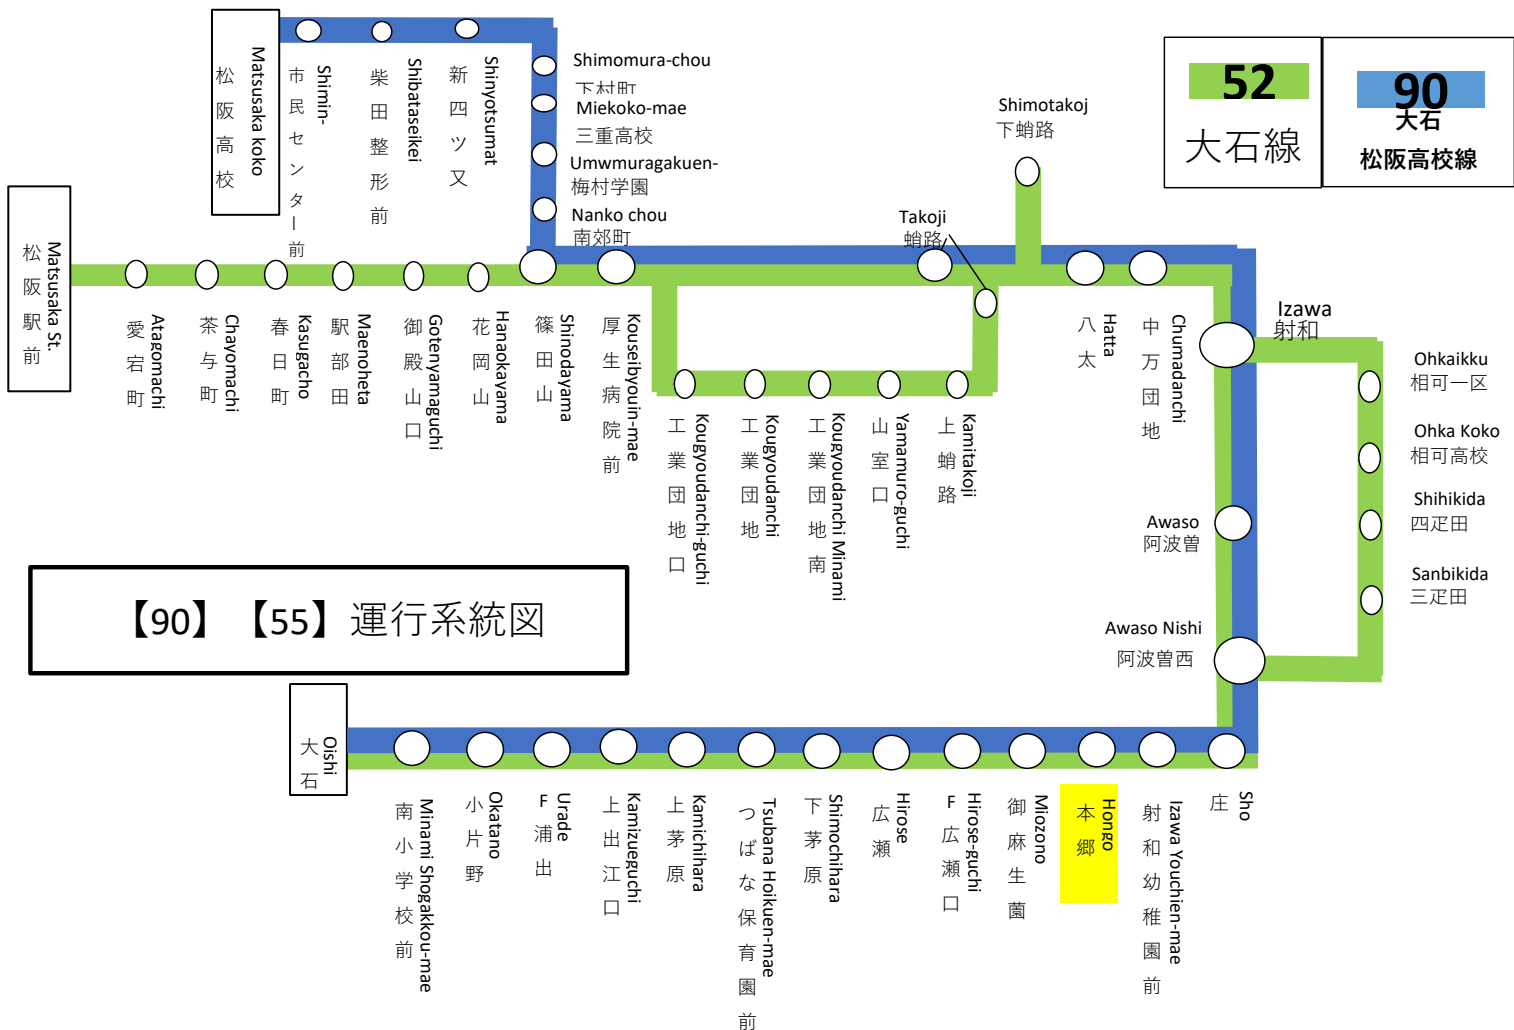 Matsusaka koko
松阪高校
Shimin-
市民センター前
Shibataseikei
柴田整形前
Shinyotsumat
新四ツ又
Shimomura-chou
下村町
Miekoko-mae
三重高校
Umwmuragakuen-
梅村学園
Nanko chou
南郊町
52
大石線
90
大石
松阪高校線
Shimotakoj
下蛸路
Takoji
蛸路
Matsusaka St.
松阪駅前
Atagomachi
愛宕町
Chayomachi
茶与町
Kasugacho
春日町
Maenoheta
駅部田
Gotenyamaguchi
御殿山口
Hanaokayama
花岡山
Shinodayama
篠田山
Kouseibyouin-mae
厚生病院前
Kougyoudanchi-guchi
工業団地口
Kougyoudanchi
工業団地
Kougyoudanchi Minami
工業団地南
Yamamuro-guchi
山室口
Kamitakoji
上蛸路
Hatta
八太
Chumadanchi
中万団地
Izawa
射和
Ohkaikku
相可一区
Ohka Koko
相可高校
Shihikida
四疋田
Sanbikida
三疋田
Awaso
阿波曽
Awaso Nishi
阿波曽西
【90】【55】運行系統図
Oishi
大石
Minami Shogakkou-mae
南小学校前
Okatano
小片野
Urade
F浦出
Kamizueguchi
上出江口
Kamichihara
上茅原
Tsubana Hoikuen-mae
つばな保育園前
Shimochihara
下茅原
Hirose
広瀬
Hirose-guchi
F広瀬口
Miozono
御麻生薗
Hongo
本郷
Izawa Youchien-mae
射和幼稚園前
Sho
庄